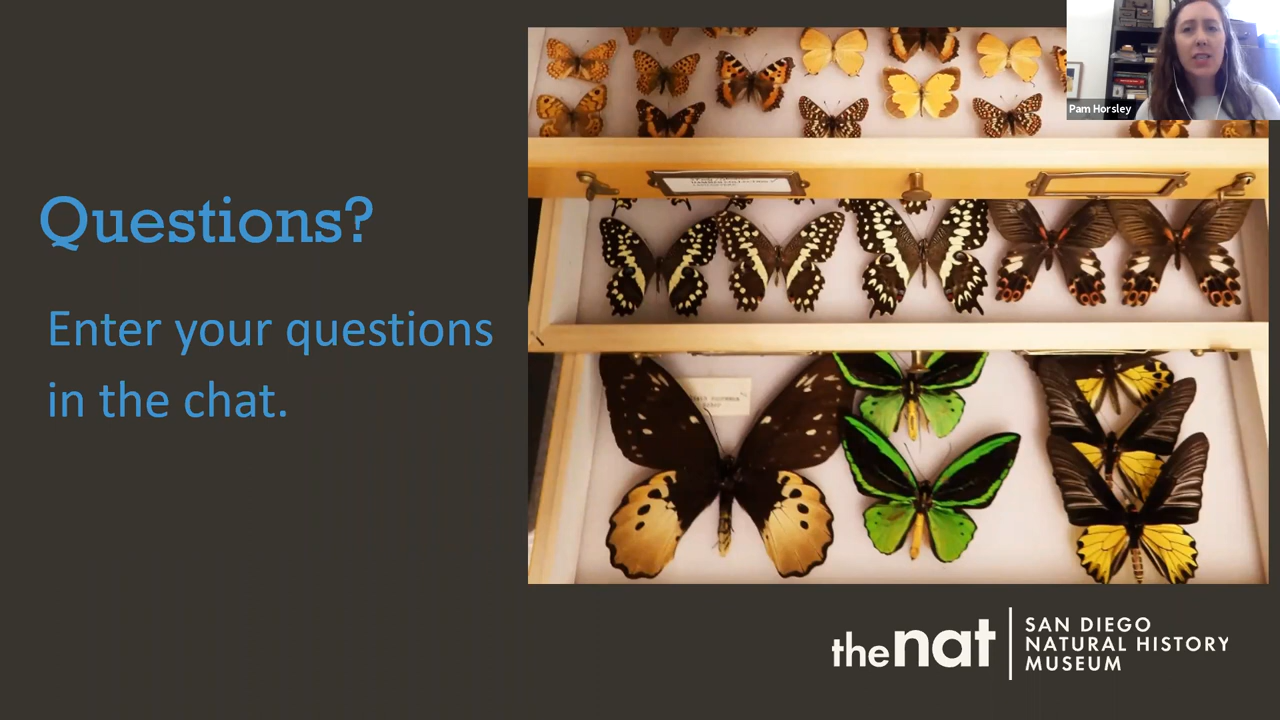 Questions?
Enter your questions
in the chat.
Pam Horsley
thenat
SAN DIEGO
NATURAL HISTORY
MUSEUM